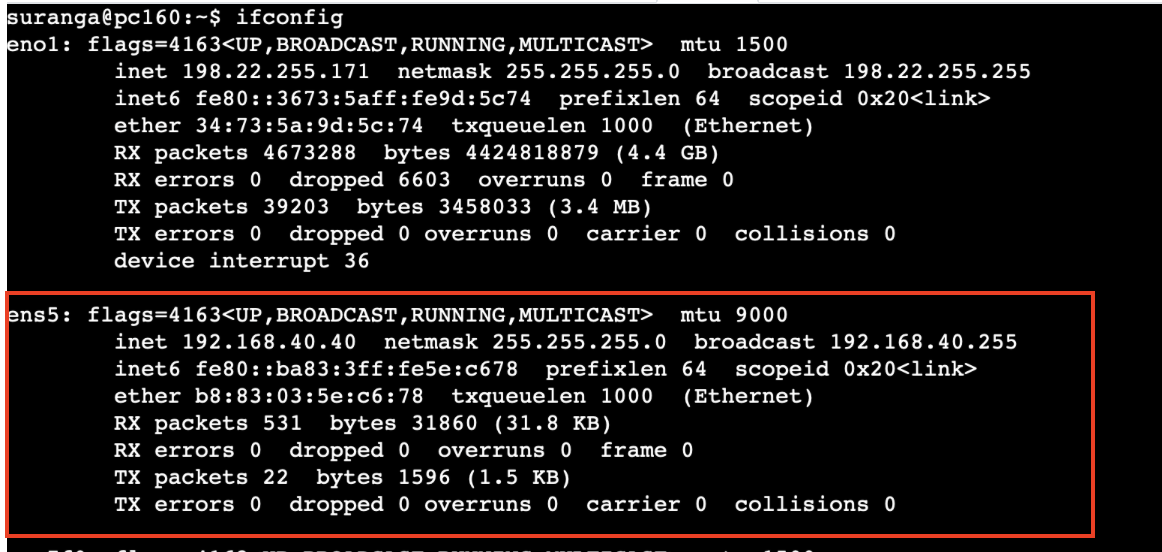 suranga@pc160:~$ ifconfig
eno1: flags=4163<UP,BROADCAST,RUNNING,MULTICAST>  mtu 1500
        inet 198.22.255.171  netmask 255.255.255.0  broadcast 198.22.255.255
        inet6 fe80::3673:5aff:fe9d:5c74  prefixlen 64  scopeid 0x20<link>
        ether 34:73:5a:9d:5c:74  txqueuelen 1000  (Ethernet)
        RX packets 4673288  bytes 4424818879 (4.4 GB)
        RX errors 0  dropped 6603  overruns 0  frame 0
        TX packets 39203  bytes 3458033 (3.4 MB)
        TX errors 0  dropped 0 overruns 0  carrier 0  collisions 0
        device interrupt 36
ens5: flags=4163<UP,BROADCAST,RUNNING,MULTICAST>  mtu 9000
        inet 192.168.40.40  netmask 255.255.255.0  broadcast 192.168.40.255
        inet6 fe80::ba83:3ff:fe5e:c678  prefixlen 64  scopeid 0x20<link>
        ether b8:83:03:5e:c6:78  txqueuelen 1000  (Ethernet)
        RX packets 531  bytes 31860 (31.8 KB)
        RX errors 0  dropped 0  overruns 0  frame 0
        TX packets 22  bytes 1596 (1.5 KB)
        TX errors 0  dropped 0 overruns 0  carrier 0  collisions 0